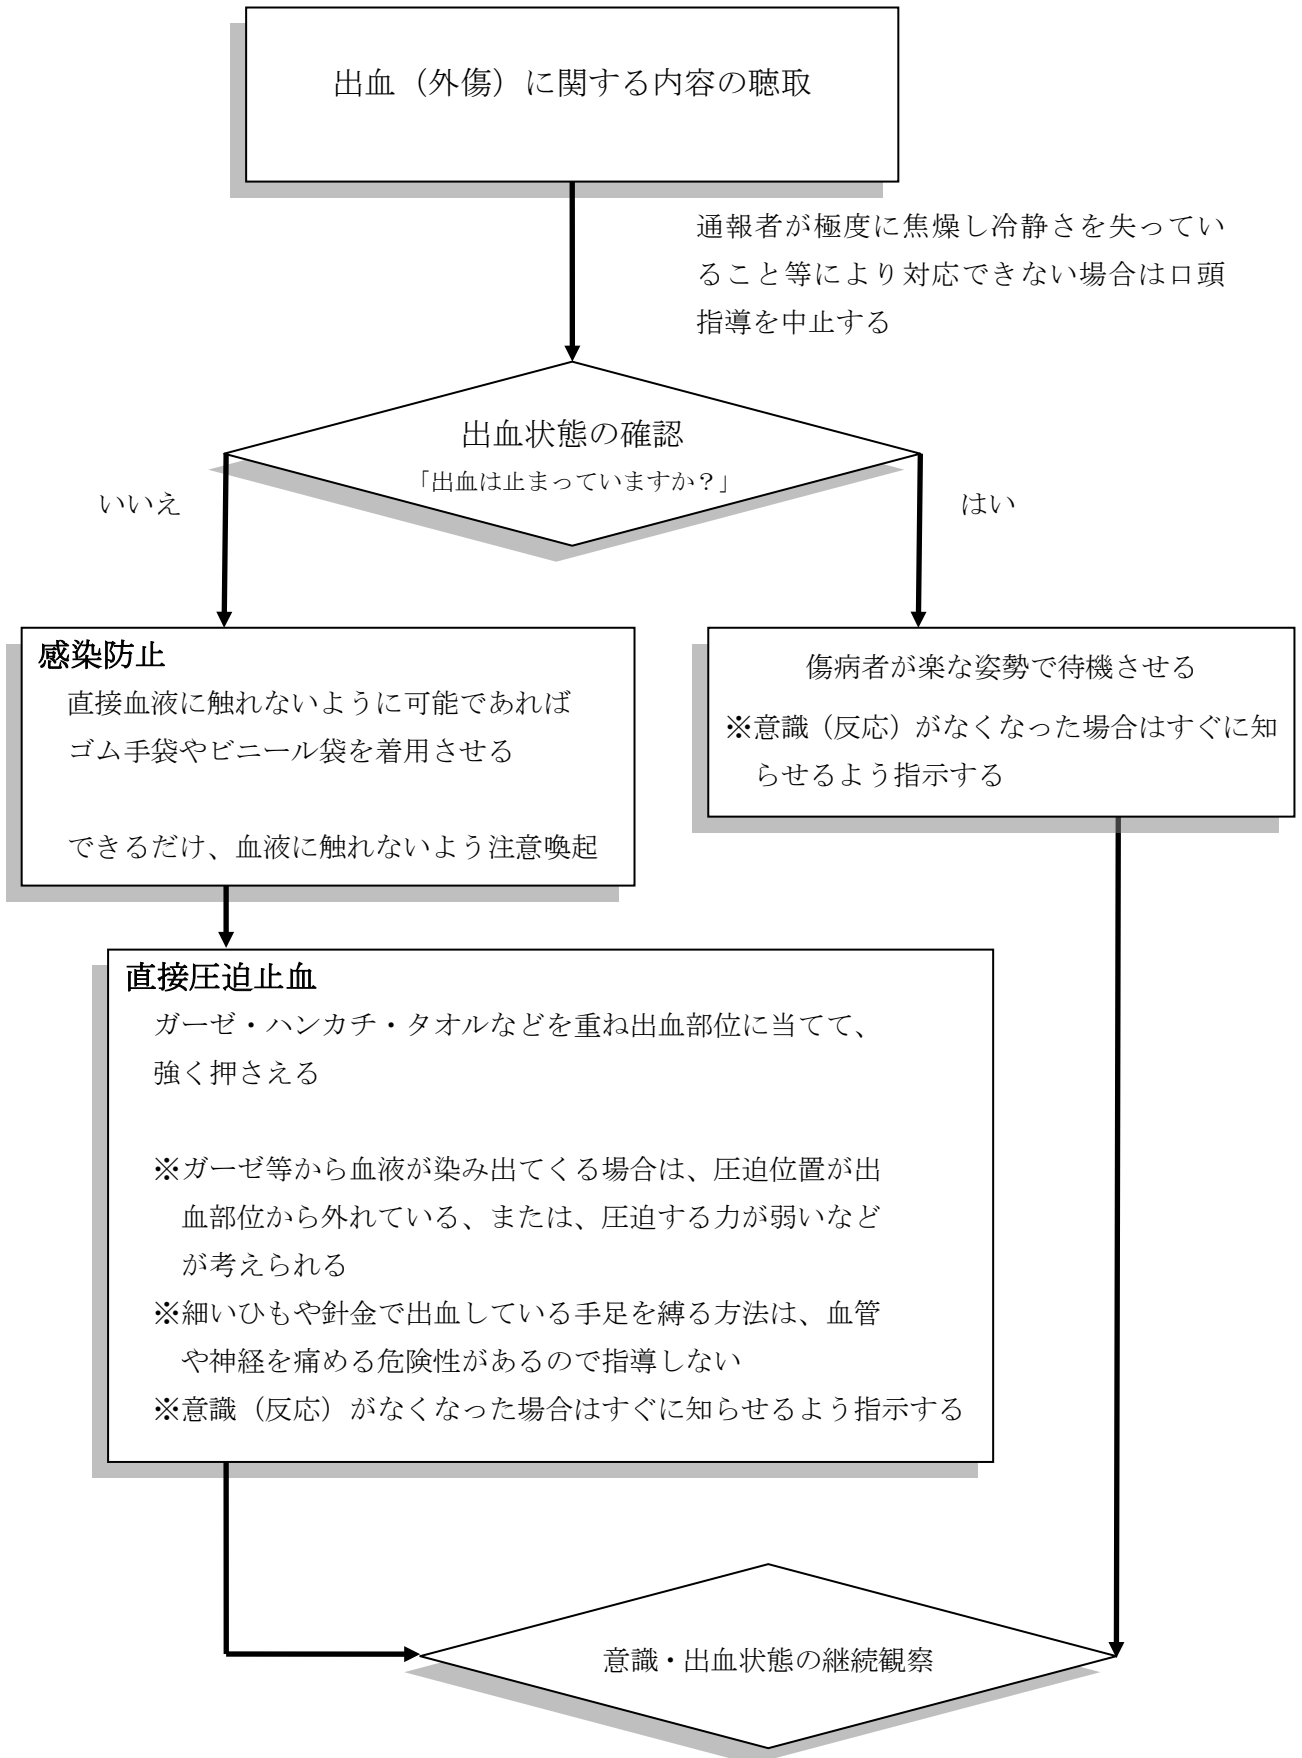 出血（外傷）に関する内容の聴取
通報者が極度に焦燥し冷静さを失ってい
ること等により対応できない場合は口頭
指導を中止する
出血状態の確認
「出血は止まっていますか？」
いいえ
はい
感染防止
直接血液に触れないように可能であれば
ゴム手袋やビニール袋を着用させる
できるだけ、血液に触れないよう注意喚起
傷病者が楽な姿勢で待機させる
※意識（反応）がなくなった場合はすぐに知
らせるよう指示する
直接圧迫止血
ガーゼ・ハンカチ・タオルなどを重ね出血部位に当てて、
強く押さえる
※ガーゼ等から血液が染み出てくる場合は、圧迫位置が出
血部位から外れている、または、圧迫する力が弱いなど
が考えられる
※細いひもや針金で出血している手足を縛る方法は、血管
や神経を痛める危険性があるので指導しない
※意識（反応）がなくなった場合はすぐに知らせるよう指示する
意識・出血状態の継続観察